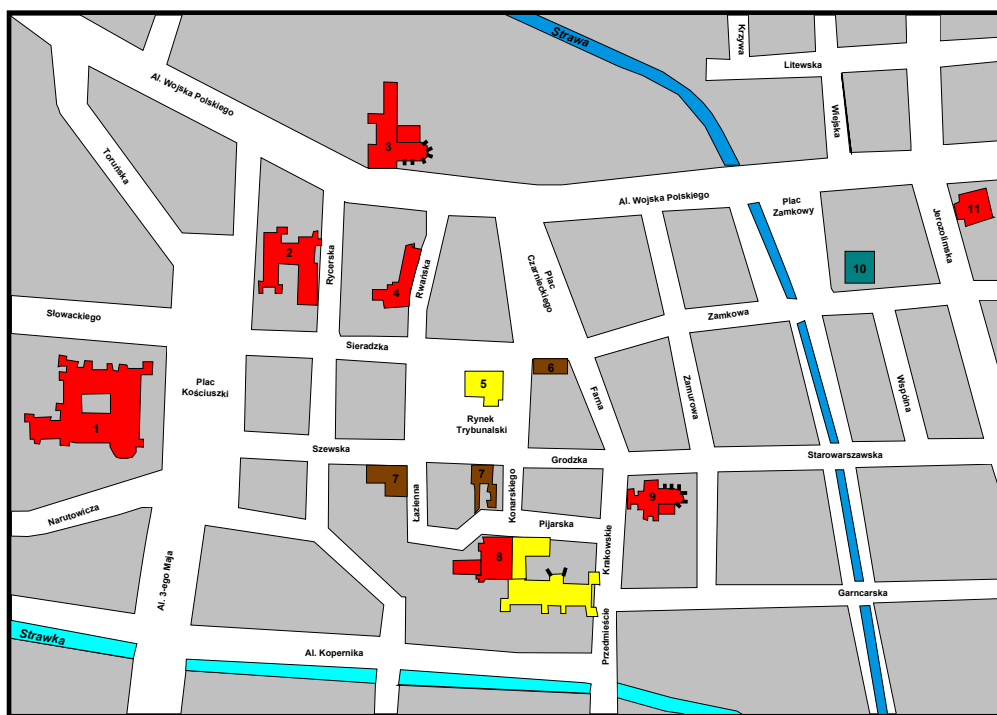 Strawa
Krzywa
Litewska
Al. Wojska Polskiego
Wiejska
3
Toruńska
Al. Wojska Polskiego
Plac
Zamkowy
11
2
Rycerska
4
Rwańska
Plac
Czarnieckiego
10
Jerozolimska
Słowackiego
Zamkowa
Sieradzka
Plac
Kościuszki
5
6
Farna
Zamurowa
Wspólna
1
Rynek
Trybunalski
Szewska
Grodzka
Starowarszawska
7
Łazienna
7
Konarskiego
9
Narutowicza
Pijarska
Krakowskie
8
Al. 3-ego Maja
Garncarska
Przedmieście
Strawka
Al. Kopernika